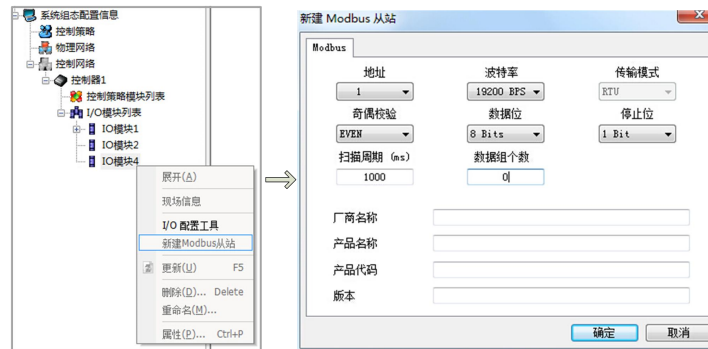 系统组态配置信息
控制策略
物理网络
控制网络
控制器1
控制策略模块列表
I/O模块列表
IO模块1
IO模块2
IO模块4
展开(A)
现场信息
I/O 配置工具
新建Modbus从站
更新(U) F5
删除(D)... Delete
重命名(M)...
属性(P)... Ctrl+P
新建 Modbus 从站
Modbus
地址 波特率 传输模式
1 19200 BPS RTU
奇偶校验 数据位 停止位
EVEN 8 Bits 1 Bit
扫描周期 (ms) 数据组个数
1000 0
厂商名称
产品名称
产品代码
版本
确定 取消